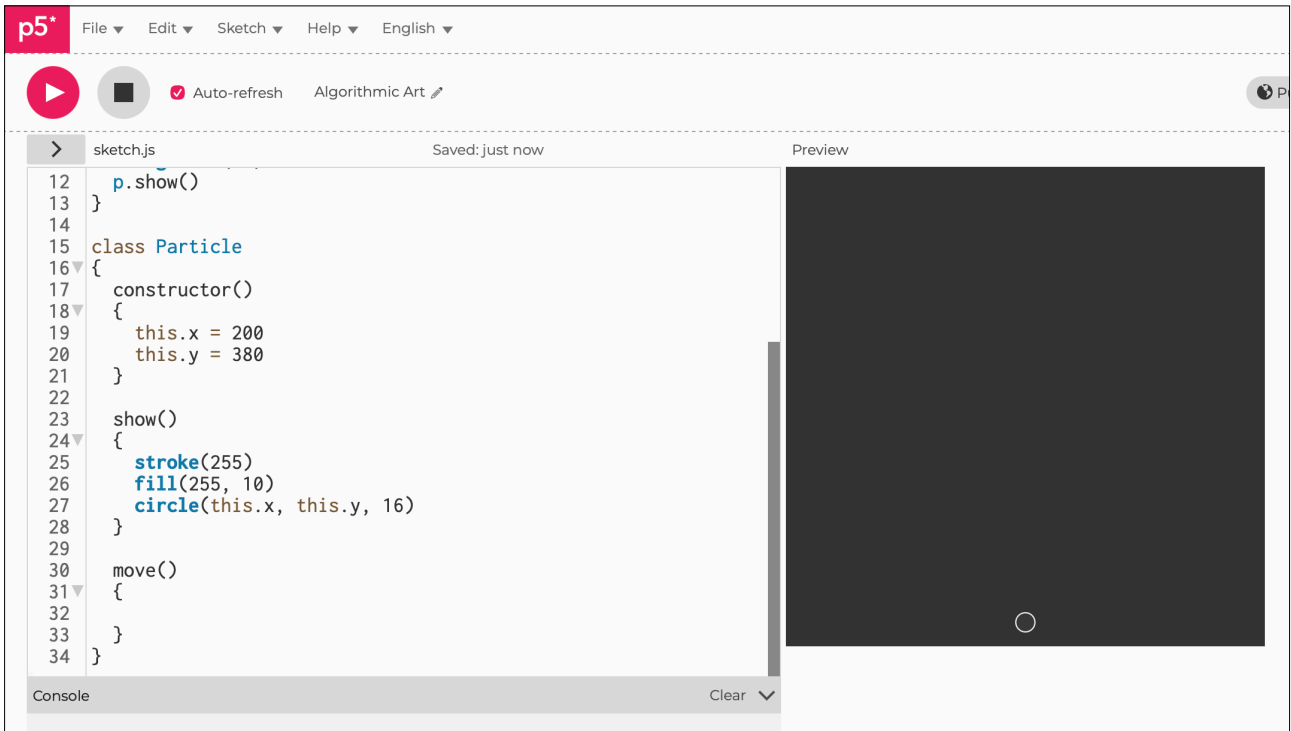 p5* File Edit Sketch Help English
Auto-refresh Algorithmic Art
sketch.js Saved: just now Preview
12 p.show()
13 }
14
15 class Particle
16 {
17 constructor()
18 {
19 this.x = 200
20 this.y = 380
21 }
22
23 show()
24 {
25 stroke(255)
26 fill(255, 10)
27 circle(this.x, this.y, 16)
28 }
29
30 move()
31 {
32
33 }
34 }
Console Clear